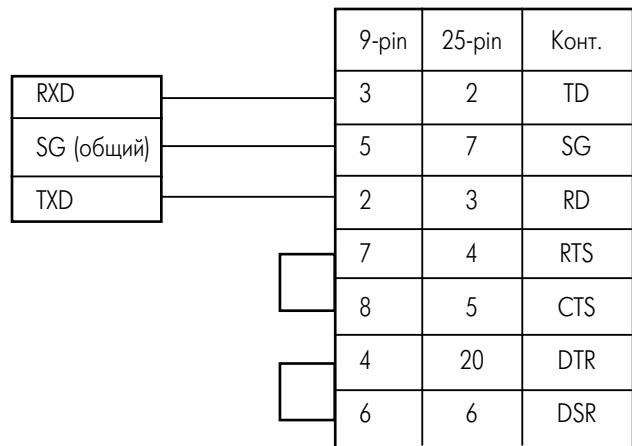 9-pin 25-pin Конт.
RXD 3 2 TD
SG (общий) 5 7 SG
TXD 2 3 RD
7 4 RTS
8 5 CTS
4 20 DTR
6 6 DSR